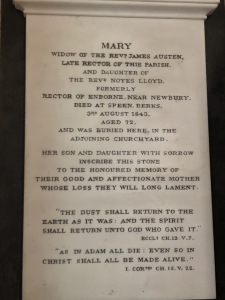 MARY
WIDOW OF THE REVD JAMES AUSTEN,
LATE RECTOR OF THIS PARISH.
AND DAUGHTER OF
THE REVD NOYES LLOYD,
FORMERLY
RECTOR OF ENBORNE, NEAR NEWBURY.
DIED AT SPEEN, BERKS,
3RD AUGUST 1843,
AGED 72,
AND WAS BURIED HERE, IN THE
ADJOINING CHURCHYARD.
HER SON AND DAUGHTER WITH SORROW
INSCRIBE THIS STONE
TO THE HONOURED MEMORY OF
THEIR GOOD AND AFFECTIONATE MOTHER
WHOSE LOSS THEY WILL LONG LAMENT.
"THE DUST SHALL RETURN TO THE
EARTH AS IT WAS: AND THE SPIRIT
SHALL RETURN UNTO GOD WHO GAVE IT."
ECCLS CH.12.V.7.
"AS IN ADAM ALL DIE: EVEN SO IN
CHRIST SHALL ALL BE MADE ALIVE."
I. CORTH CH.15.V.22.